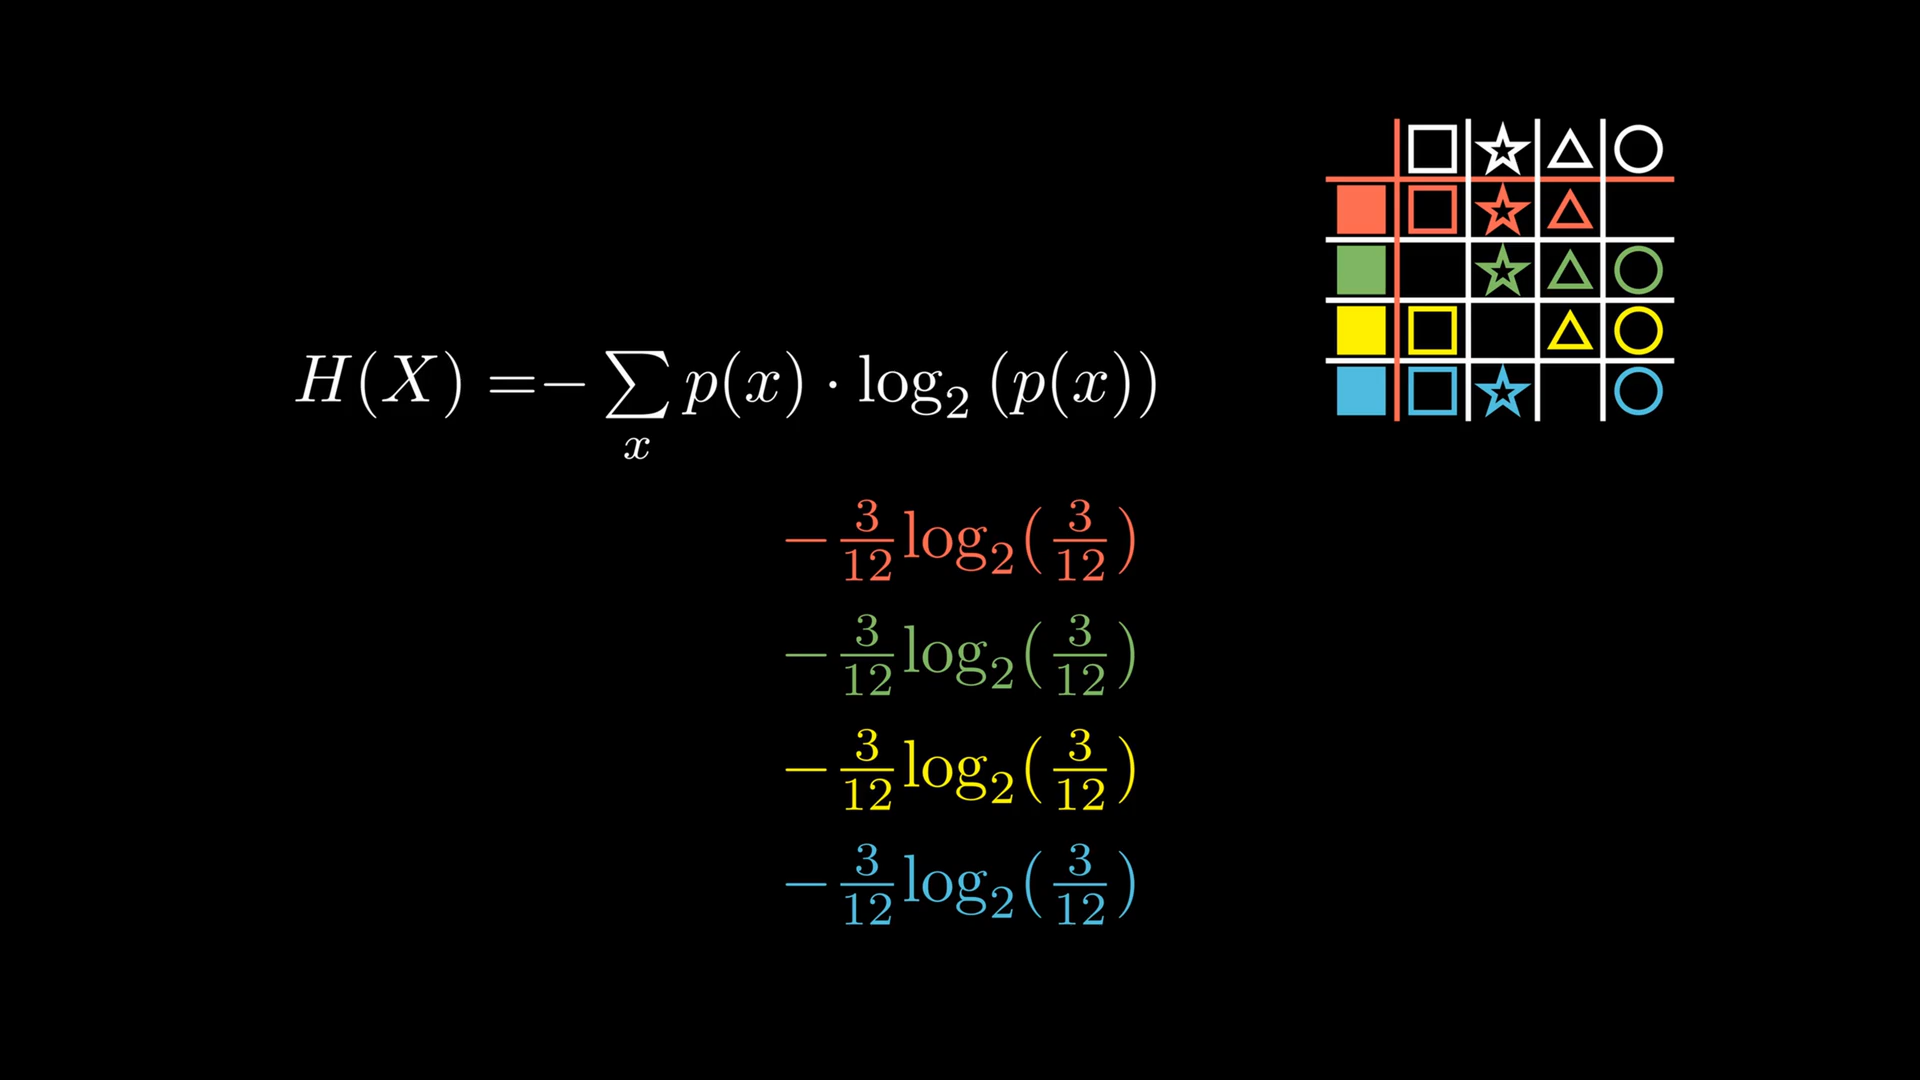 H(X) = − ∑ₓ p(x) · log₂ (p(x))
− 3/12 log₂( 3/12 )
− 3/12 log₂( 3/12 )
− 3/12 log₂( 3/12 )
− 3/12 log₂( 3/12 )